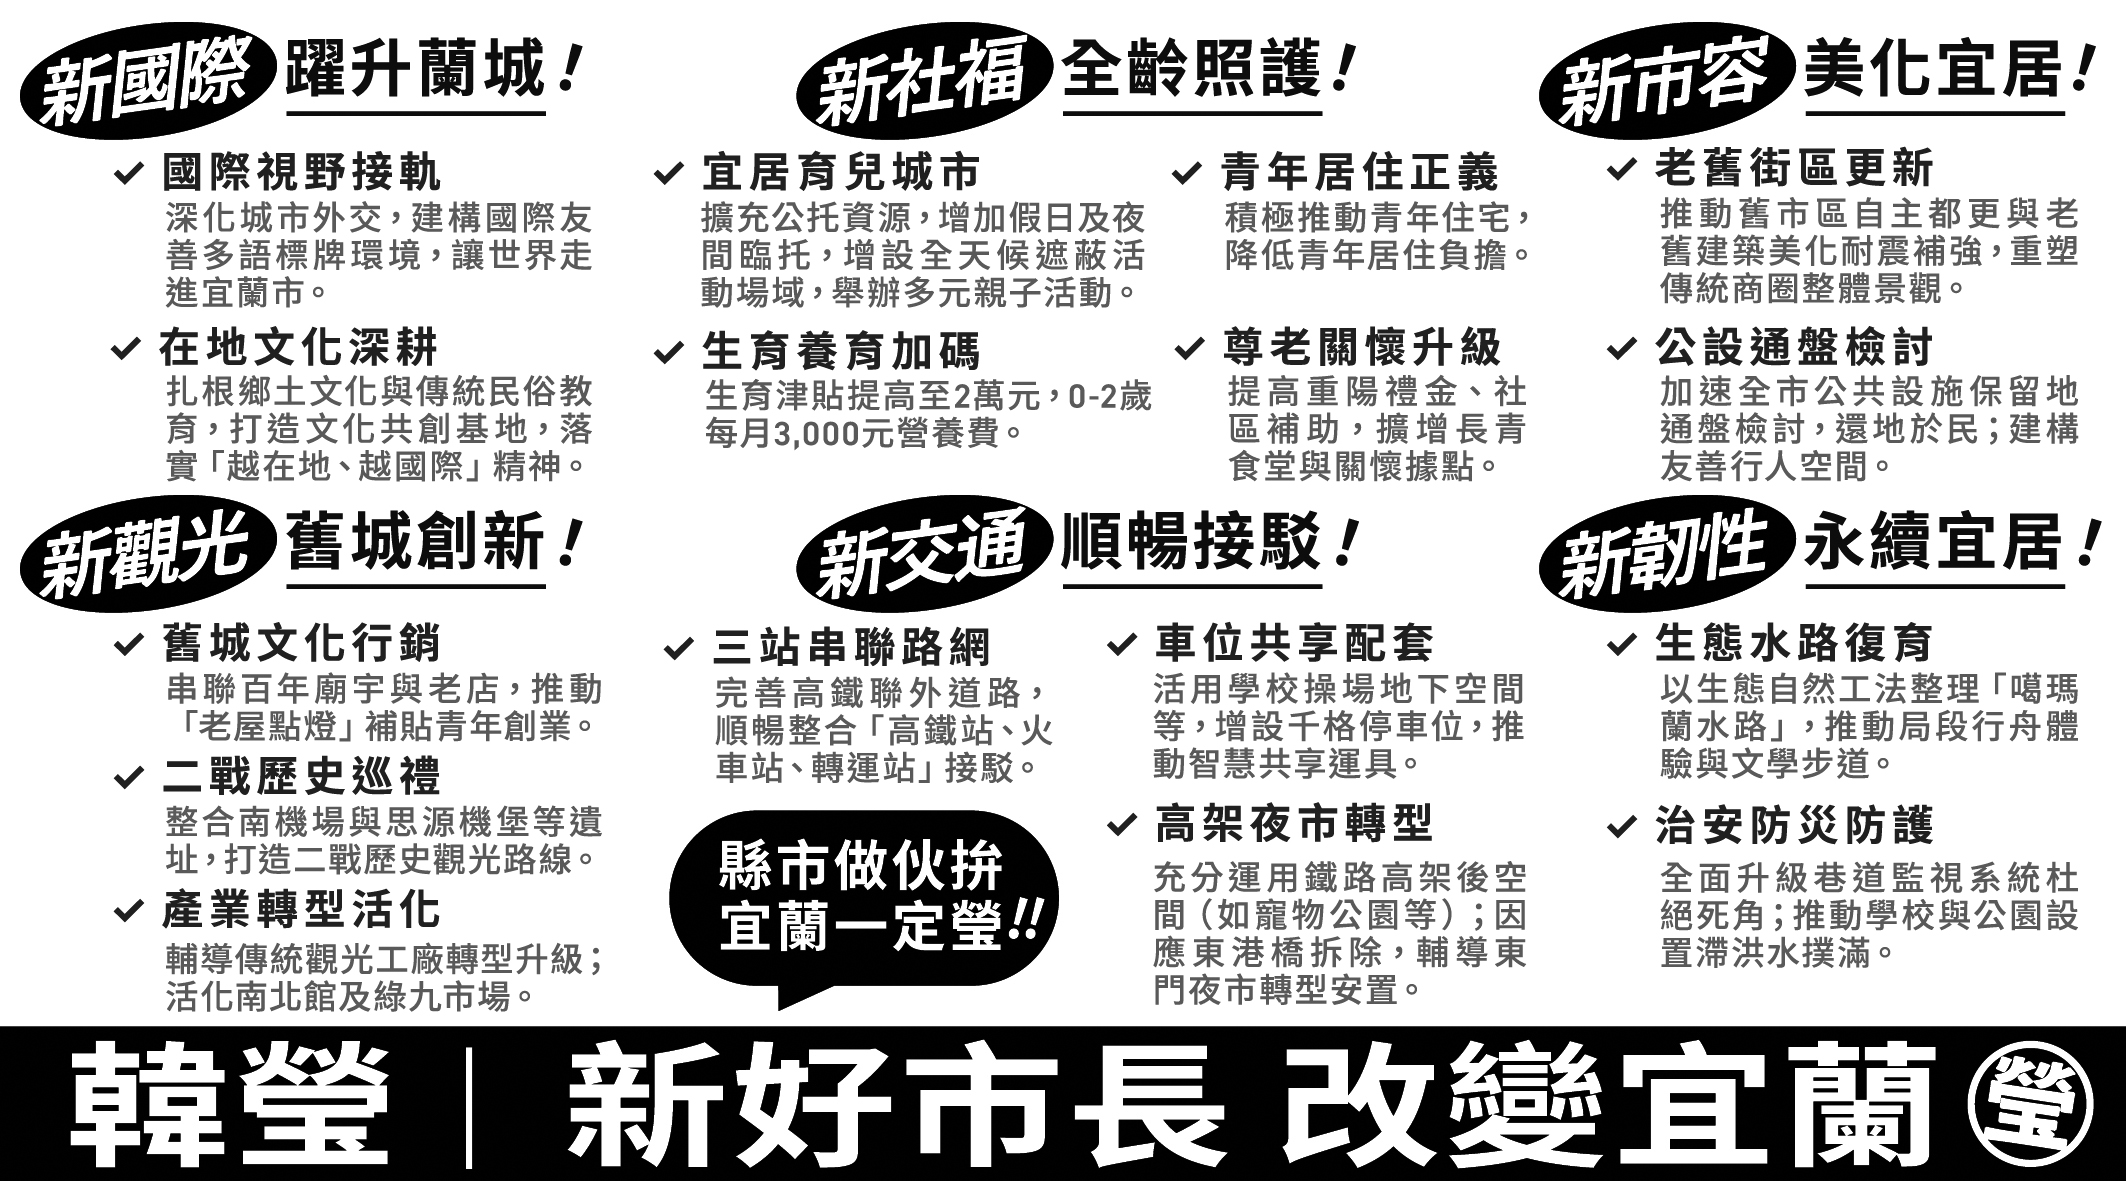 新國際 躍升蘭城!
國際視野接軌
深化城市外交，建構國際友
善多語標牌環境，讓世界走
進宜蘭市。
在地文化深耕
扎根鄉土文化與傳統民俗教
育，打造文化共創基地，落
實「越在地、越國際」精神。
新社福 全齡照護!
宜居育兒城市
擴充公托資源，增加假日及夜
間臨托，增設全天候遮蔽活
動場域，舉辦多元親子活動。
生育養育加碼
生育津貼提高至2萬元，0-2歲
每月3,000元營養費。
青年居住正義
積極推動青年住宅，
降低青年居住負擔。
尊老關懷升級
提高重陽禮金、社
區補助，擴增長青
食堂與關懷據點。
新市容 美化宜居!
老舊街區更新
推動舊市區自主都更與老
舊建築美化耐震補強，重塑
傳統商圈整體景觀。
公設通盤檢討
加速全市公共設施保留地
通盤檢討，還地於民；建構
友善行人空間。
新觀光 舊城創新!
舊城文化行銷
串聯百年廟宇與老店，推動
「老屋點燈」補貼青年創業。
二戰歷史巡禮
整合南機場與思源機堡等遺
址，打造二戰歷史觀光路線。
產業轉型活化
輔導傳統觀光工廠轉型升級；
活化南北館及綠九市場。
新交通 順暢接駁!
三站串聯路網
完善高鐵聯外道路，
順暢整合「高鐵站、火
車站、轉運站」接駁。
縣市做伙拚
宜蘭一定瑩!!
車位共享配套
活用學校操場地下空間
等，增設千格停車位，推
動智慧共享運具。
高架夜市轉型
充分運用鐵路高架後空
間（如寵物公園等）；因
應東港橋拆除，輔導東
門夜市轉型安置。
新韌性 永續宜居!
生態水路復育
以生態自然工法整理「噶瑪
蘭水路」，推動局段行舟體
驗與文學步道。
治安防災防護
全面升級巷道監視系統杜
絕死角；推動學校與公園設
置滯洪水撲滿。
韓瑩｜新好市長 改變宜蘭 瑩